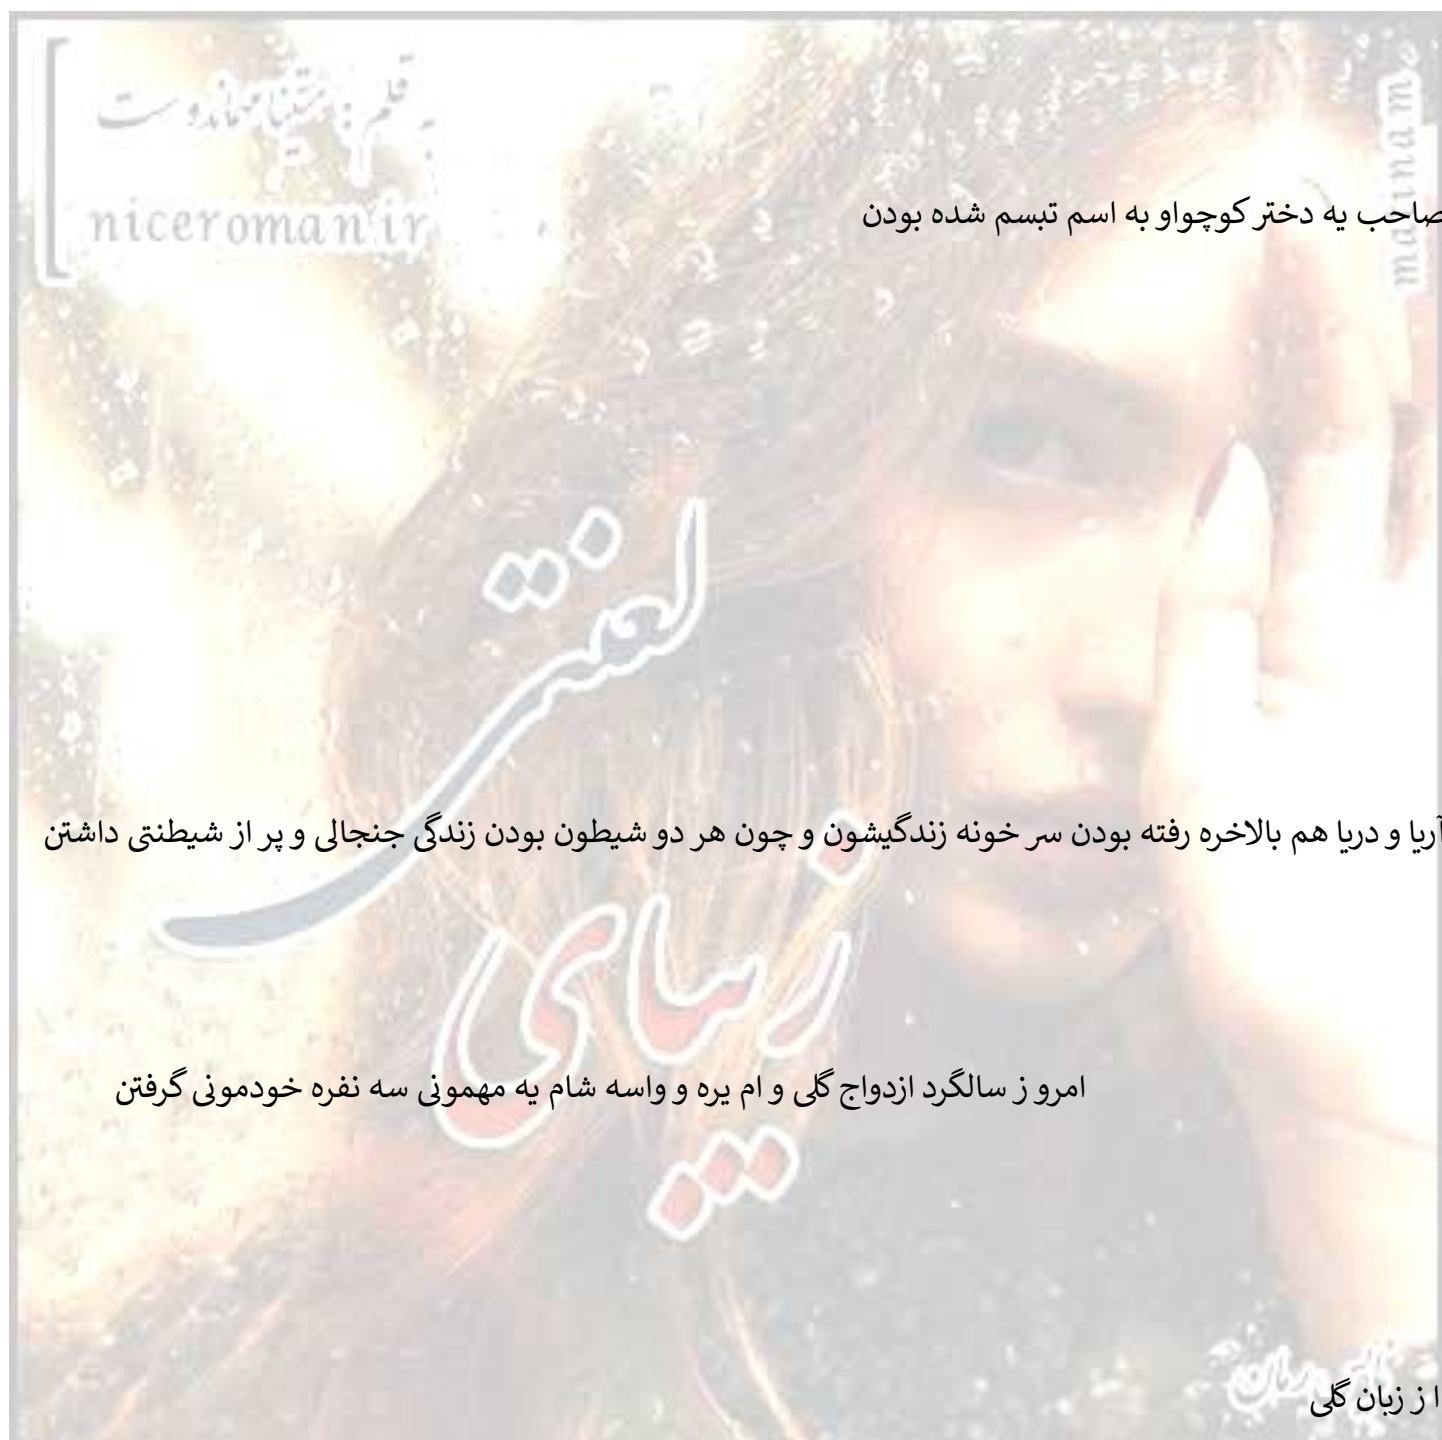 به قلم :
niceroman.ir
maainam
صاحب یه دختر کوچواو به اسم تبسم شده بودن
لعنتی
آریا و دریا هم بالاخره رفته بودن سر خونه زندگیشون و چون هر دو شیطون بودن زندگی جنجالی و پر از شیطنتی داشتن
زیبای
امرو ز سالگرد ازدواج گلی و ام یره و واسه شام یه مهمونی سه نفره خودمونی گرفتن
ا ز زبان گلی